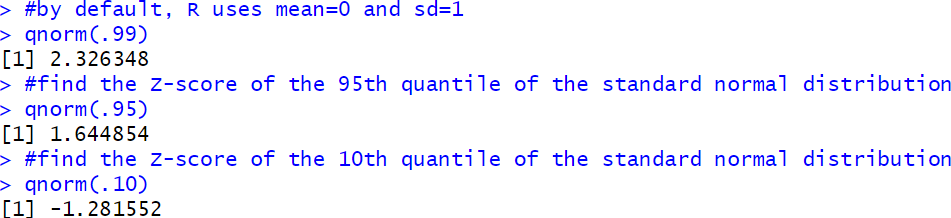 > #by default, R uses mean=0 and sd=1
> qnorm(.99)
[1] 2.326348
> #find the Z-score of the 95th quantile of the standard normal distribution
> qnorm(.95)
[1] 1.644854
> #find the Z-score of the 10th quantile of the standard normal distribution
> qnorm(.10)
[1] -1.281552